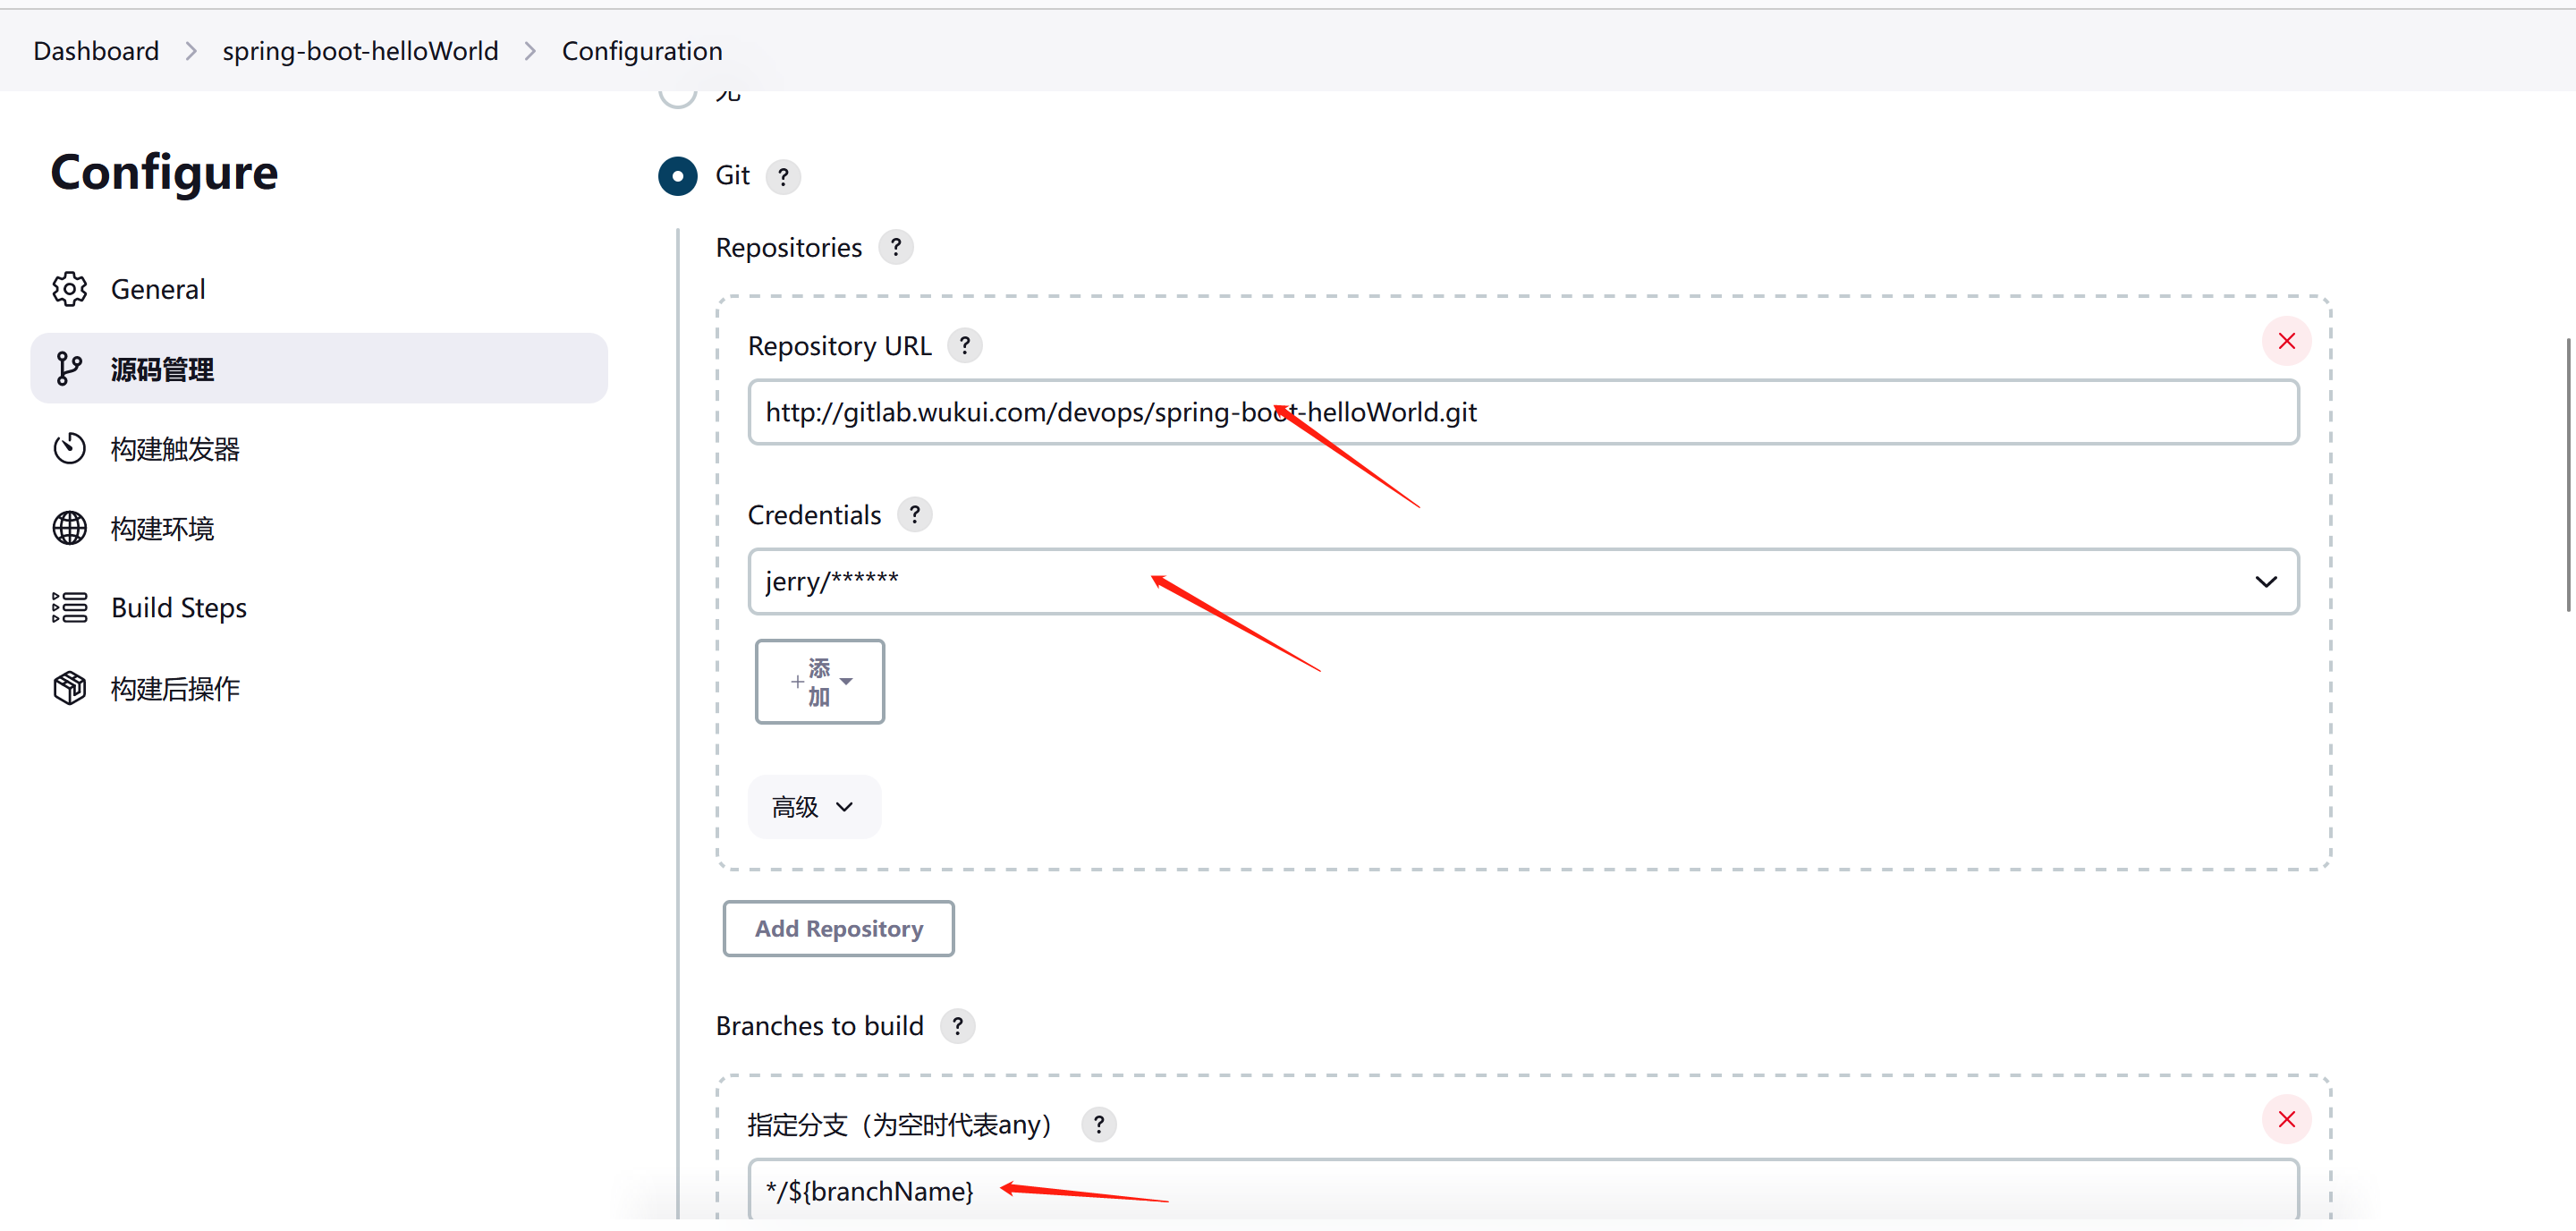 Dashboard > spring-boot-helloWorld > Configuration
无
Configure
General
源码管理
构建触发器
构建环境
Build Steps
构建后操作
Git ?
Repositories ?
Repository URL ?
http://gitlab.wukui.com/devops/spring-boot-helloWorld.git
Credentials ?
jerry/******
+ 添
加
高级
Add Repository
Branches to build ?
指定分支（为空时代表any） ?
*/${branchName}